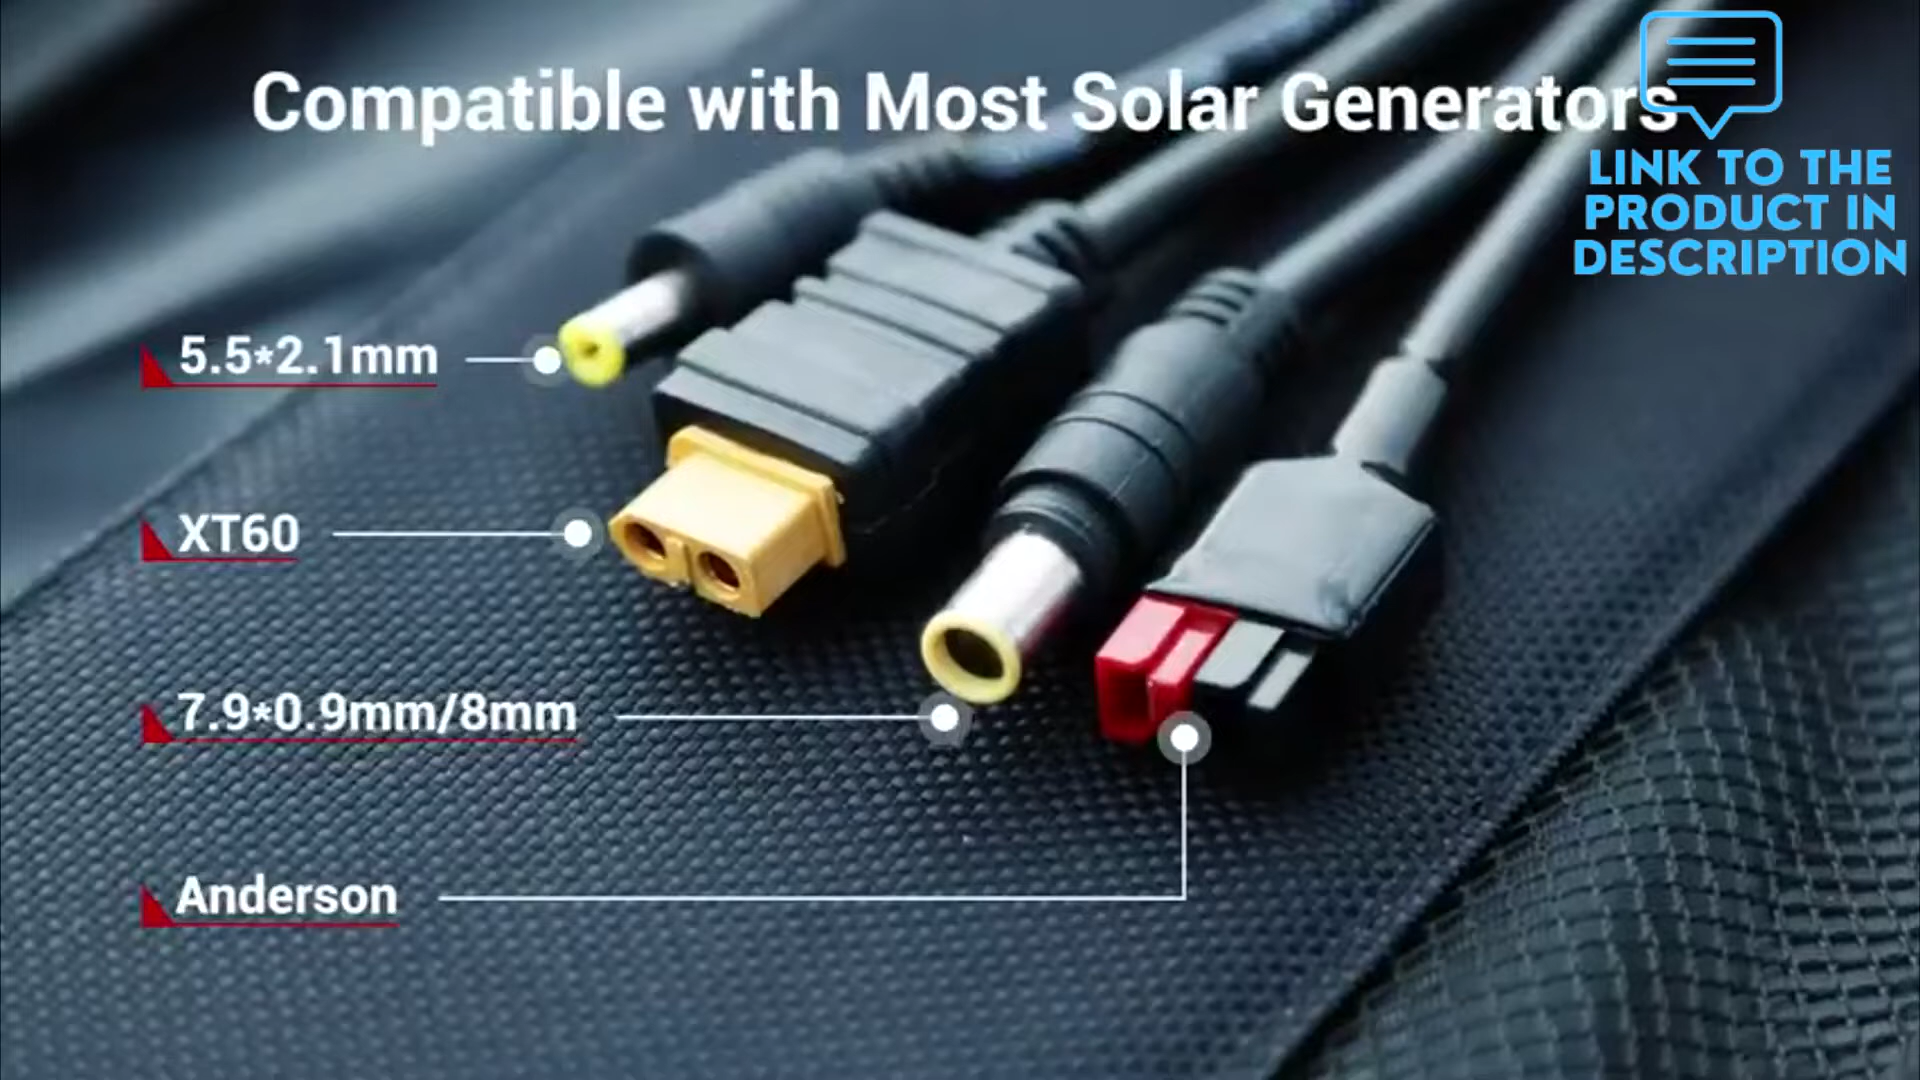 Compatible with Most Solar Generators
LINK TO THE
PRODUCT IN
DESCRIPTION
5.5*2.1mm
XT60
7.9*0.9mm/8mm
Anderson